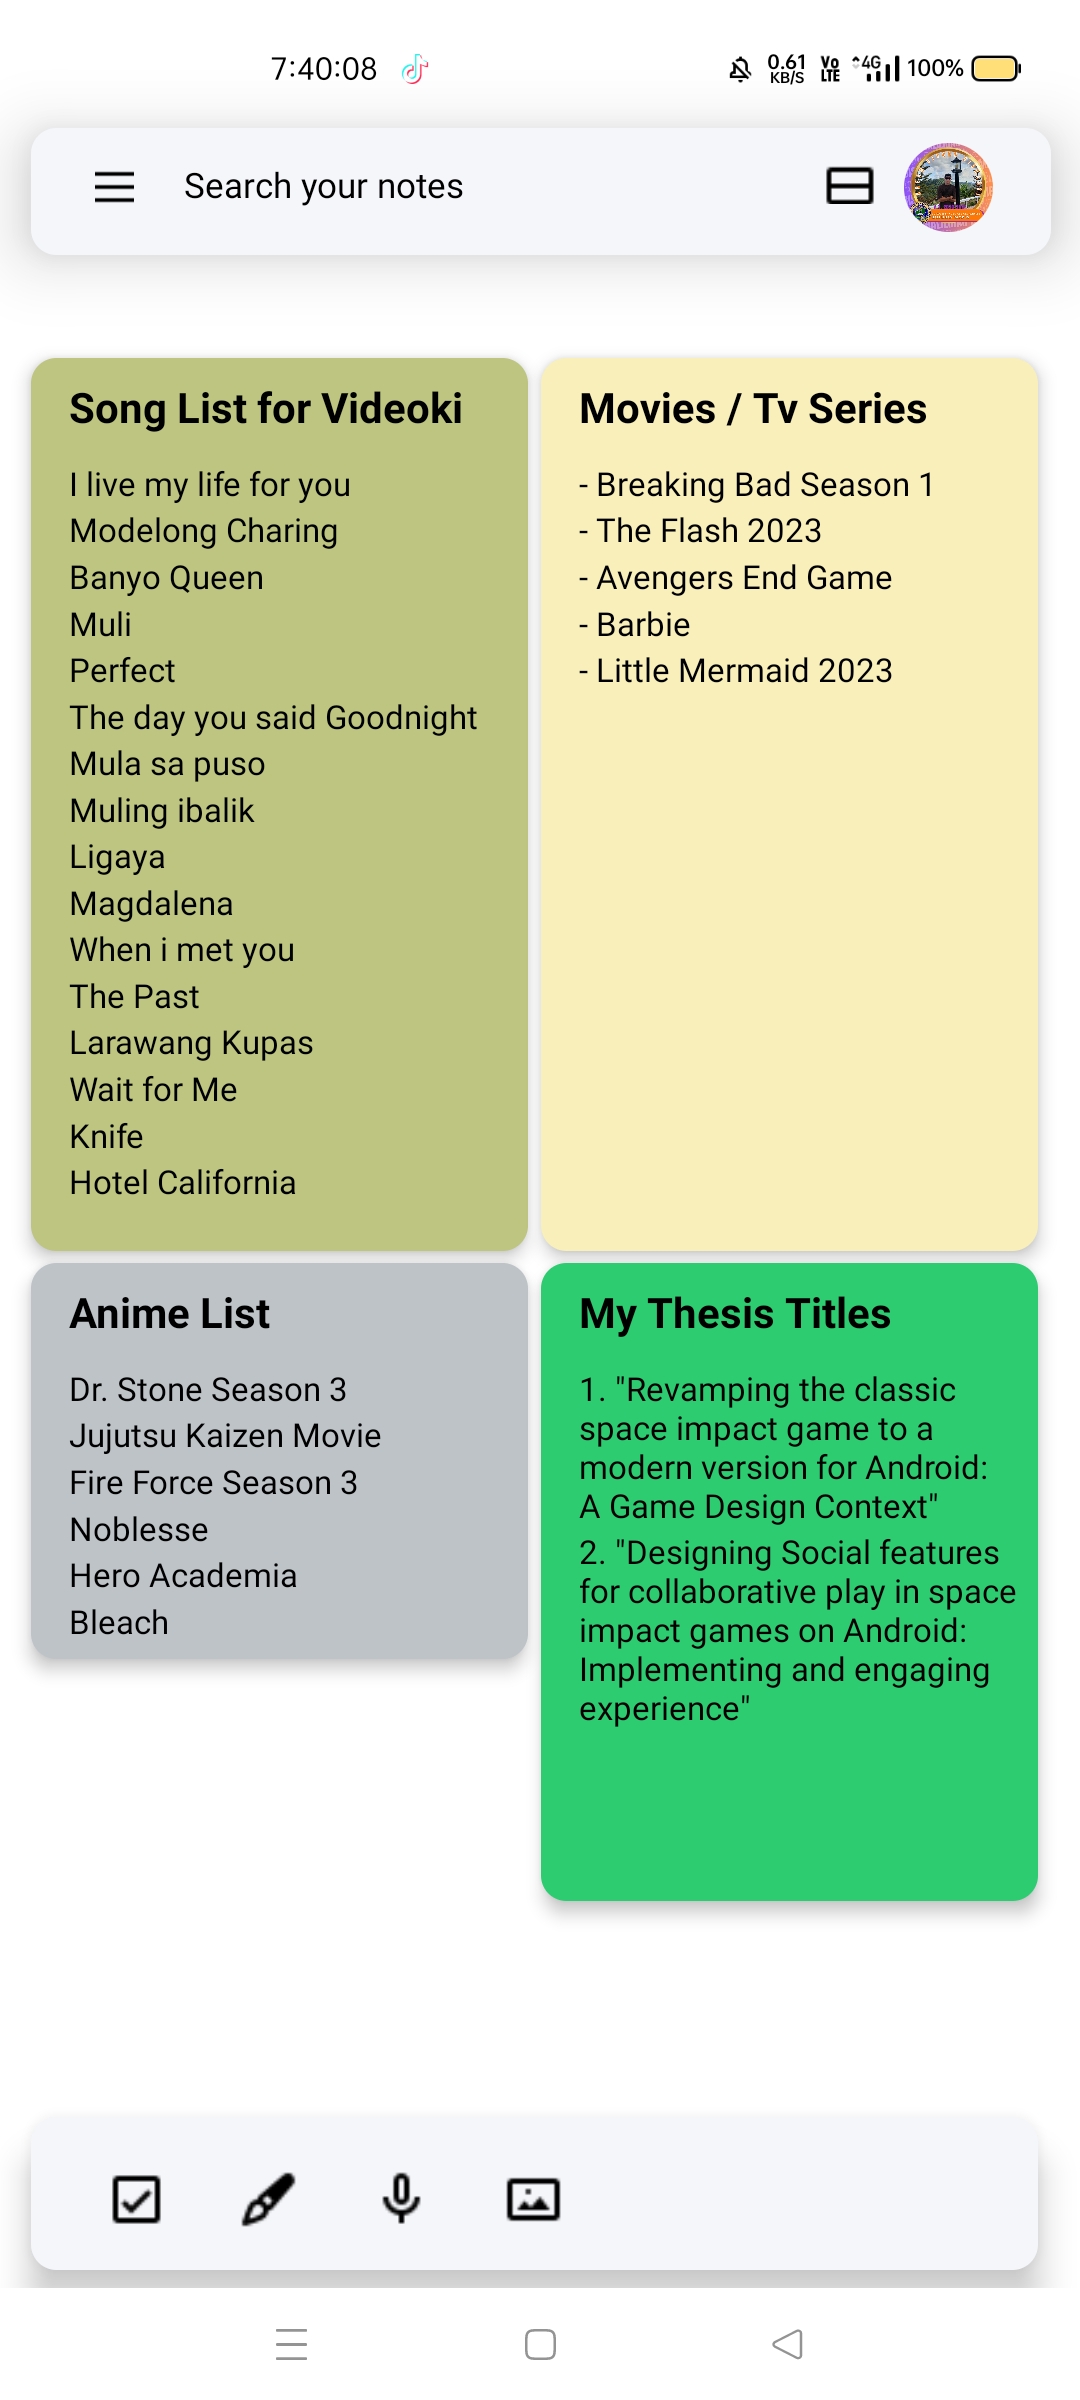 7:40:08
0.61 KB/S Vo LTE 4G 100%
Search your notes
Song List for Videoki
I live my life for you
Modelong Charing
Banyo Queen
Muli
Perfect
The day you said Goodnight
Mula sa puso
Muling ibalik
Ligaya
Magdalena
When i met you
The Past
Larawang Kupas
Wait for Me
Knife
Hotel California
Movies / Tv Series
- Breaking Bad Season 1
- The Flash 2023
- Avengers End Game
- Barbie
- Little Mermaid 2023
Anime List
Dr. Stone Season 3
Jujutsu Kaizen Movie
Fire Force Season 3
Noblesse
Hero Academia
Bleach
My Thesis Titles
1. "Revamping the classic
space impact game to a
modern version for Android:
A Game Design Context"
2. "Designing Social features
for collaborative play in space
impact games on Android:
Implementing and engaging
experience"